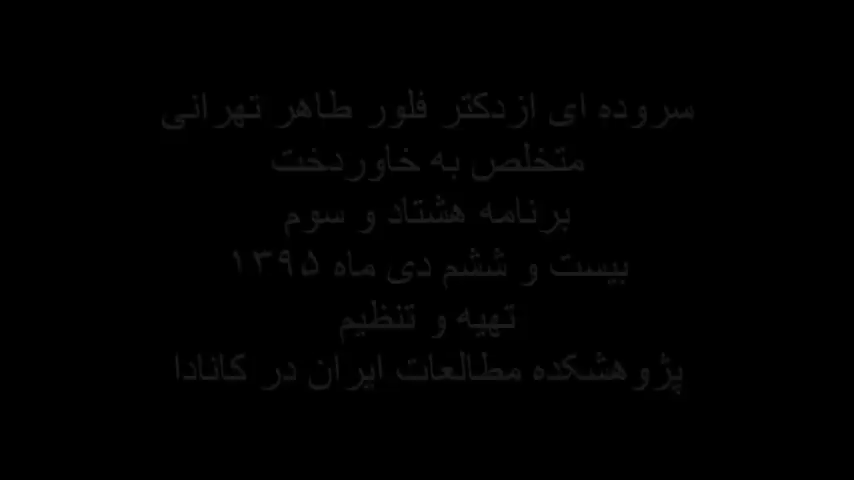 سروده ای ازدکتر فلور طاهر تهرانی
متخلص به خاوردخت
برنامه هشتاد و سوم
بیست و ششم دی ماه ۱۳۹۵
تهیه و تنظیم
پژوهشکده مطالعات ایران در کانادا